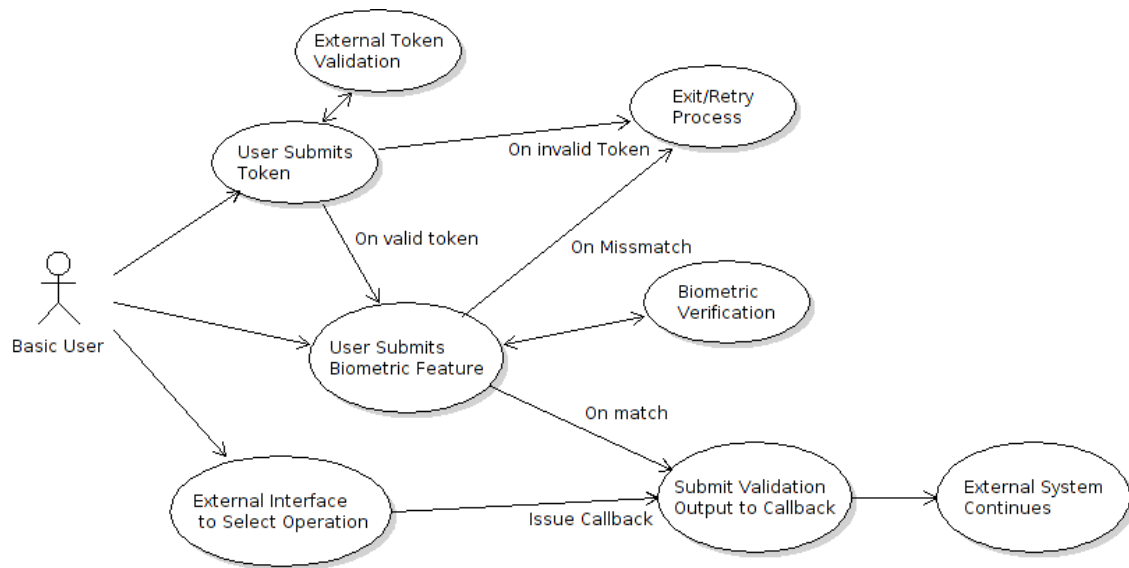 External Token
Validation
Exit/Retry
Process
User Submits
Token
On invalid Token
On valid token
On Missmatch
Biometric
Verification
Basic User
User Submits
Biometric Feature
On match
External Interface
to Select Operation
Issue Callback
Submit Validation
Output to Callback
External System
Continues